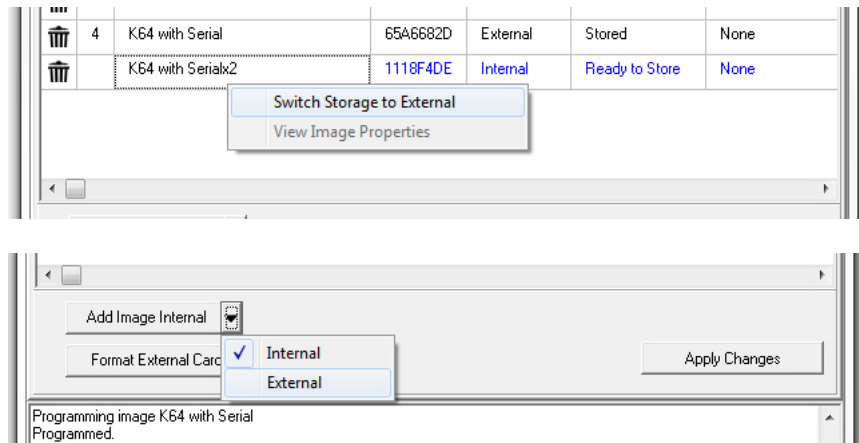 4 K64 with Serial 65A6682D External Stored None
K64 with Serialx2 1118F4DE Internal Ready to Store None
Switch Storage to External
View Image Properties
Add Image Internal
Internal
Format External Card
External
Apply Changes
Programming image K64 with Serial
Programmed.